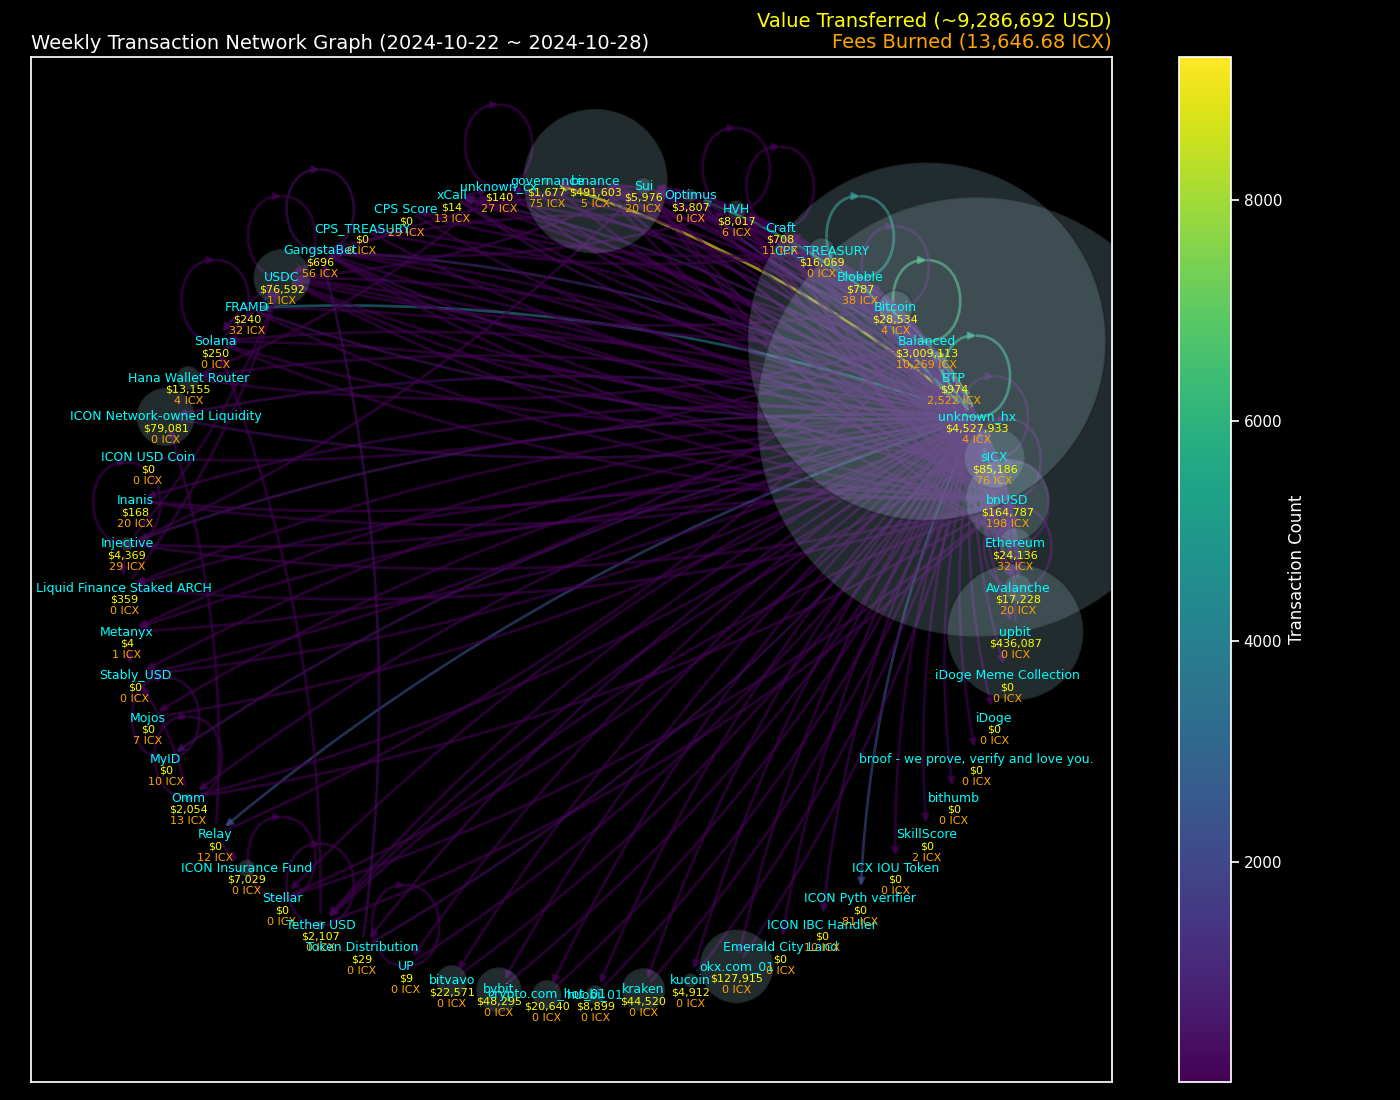 Value Transferred (~9,286,692 USD)
Weekly Transaction Network Graph (2024-10-22 ~ 2024-10-28)
Fees Burned (13,646.68 ICX)
governance
$1,677
75 ICX
binance
$491,603
5 ICX
Sui
$5,976
20 ICX
Optimus
$3,807
0 ICX
HVH
$8,017
6 ICX
Craft
$708
$16,069
0 ICX
Blobble
$787
38 ICX
Bitcoin
$28,534
4 ICX
Balanced
$3,009,113
10,269 ICX
BTP
$974
2,522 ICX
unknown_hx
$4,527,933
4 ICX
sICX
$85,186
76 ICX
bnUSD
$164,787
198 ICX
Ethereum
$24,136
32 ICX
Avalanche
$17,228
20 ICX
upbit
$436,087
0 ICX
iDoge Meme Collection
$0
0 ICX
iDoge
$0
0 ICX
broof - we prove, verify and love you.
$0
0 ICX
bithumb
$0
0 ICX
SkillScore
$0
2 ICX
ICX IOU Token
$0
0 ICX
ICON Pyth verifier
$0
81 ICX
ICON IBC Handler
$0
Emerald City Land
$0
0 ICX
okx.com_01
$127,915
0 ICX
kucoin
$4,912
0 ICX
kraken
$44,520
0 ICX
$8,899
0 ICX
$20,640
0 ICX
bybit
$48,295
0 ICX
bitvavo
$22,571
0 ICX
UP
$9
0 ICX
Token Distribution
$29
0 ICX
Tether USD
$2,107
Stellar
$0
0 ICX
ICON Insurance Fund
$7,029
0 ICX
Relay
$0
12 ICX
Omm
$2,054
13 ICX
MyID
$0
10 ICX
Mojos
$0
7 ICX
Stably_USD
$0
0 ICX
Metanyx
$4
1 ICX
Liquid Finance Staked ARCH
$359
0 ICX
Injective
$4,369
29 ICX
Inanis
$168
20 ICX
ICON USD Coin
$0
0 ICX
ICON Network-owned Liquidity
$79,081
0 ICX
Hana Wallet Router
$13,155
4 ICX
Solana
$250
0 ICX
FRAMD
$240
32 ICX
USDC
$76,592
1 ICX
GangstaBet
$696
56 ICX
CPS_TREASURY
$0
CPS Score
$0
xCall
$14
13 ICX
$140
27 ICX
8000
6000
4000
2000
Transaction Count